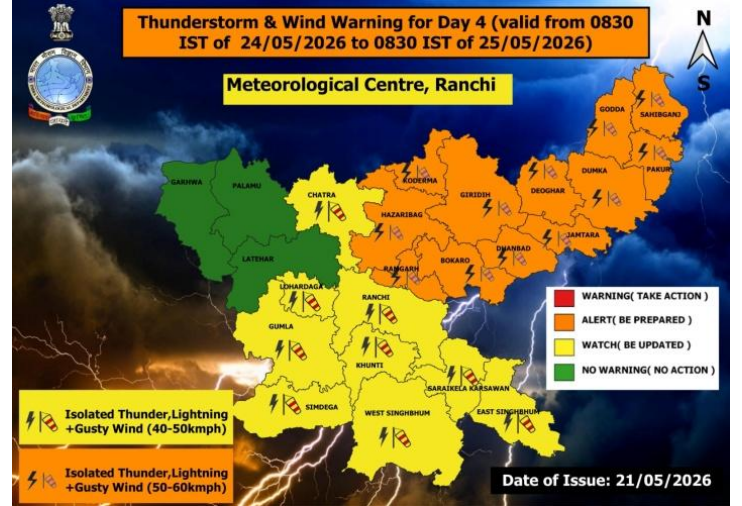 Thunderstorm & Wind Warning for Day 4 (valid from 0830
IST of 24/05/2026 to 0830 IST of 25/05/2026)
N
S
Meteorological Centre, Ranchi
GODDA
SAHIBGANJ
PAKUR
DUMKA
DEOGHAR
JAMTARA
KODERMA
GIRIDIH
HAZARIBAG
DHANBAD
BOKARO
RAMGARH
GARHWA
PALAMU
CHATRA
LATEHAR
LOHARDAGA
RANCHI
GUMLA
KHUNTI
SIMDEGA
WEST SINGHBHUM
SARAIKELA KARSAWAN
EAST SINGHBHUM
WARNING( TAKE ACTION )
ALERT( BE PREPARED )
WATCH( BE UPDATED )
NO WARNING( NO ACTION )
Isolated Thunder,Lightning
+Gusty Wind (40-50kmph)
Isolated Thunder,Lightning
+Gusty Wind (50-60kmph)
Date of Issue: 21/05/2026